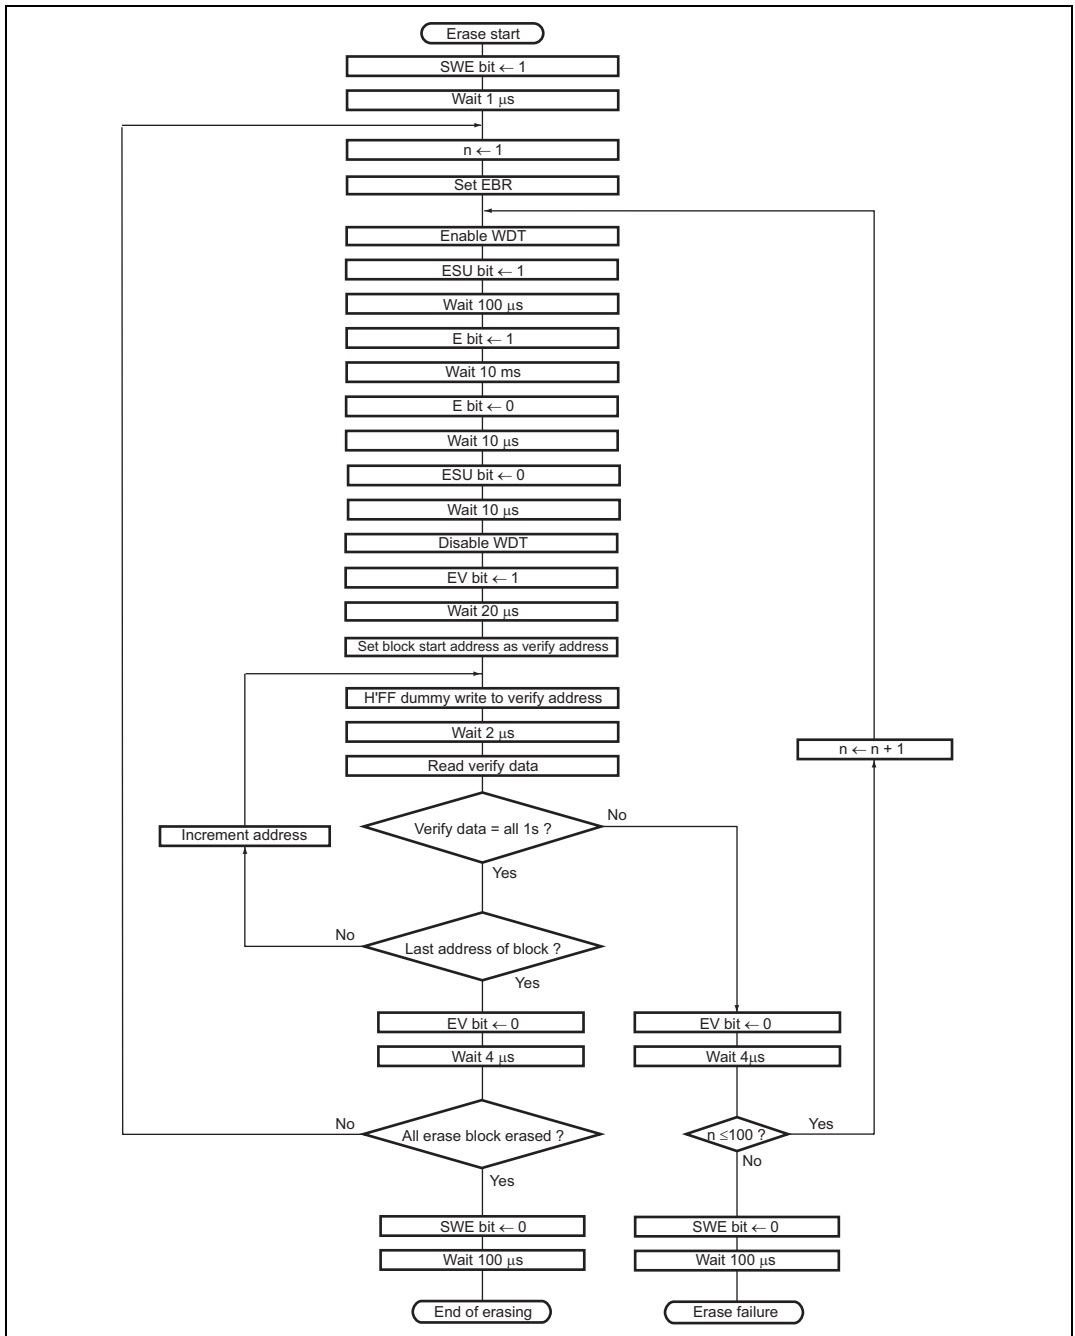 Erase start
SWE bit ← 1
Wait 1 μs
n ← 1
Set EBR
Enable WDT
ESU bit ← 1
Wait 100 μs
E bit ← 1
Wait 10 ms
E bit ← 0
Wait 10 μs
ESU bit ← 0
Wait 10 μs
Disable WDT
EV bit ← 1
Wait 20 μs
Set block start address as verify address
H'FF dummy write to verify address
Wait 2 μs
n ← n + 1
Read verify data
No
Verify data = all 1s ?
Increment address
Yes
No
Last address of block ?
Yes
EV bit ← 0
EV bit ← 0
Wait 4 μs
Wait 4μs
No
All erase block erased ?
n ≤100 ?
Yes
No
Yes
SWE bit ← 0
SWE bit ← 0
Wait 100 μs
Wait 100 μs
End of erasing
Erase failure